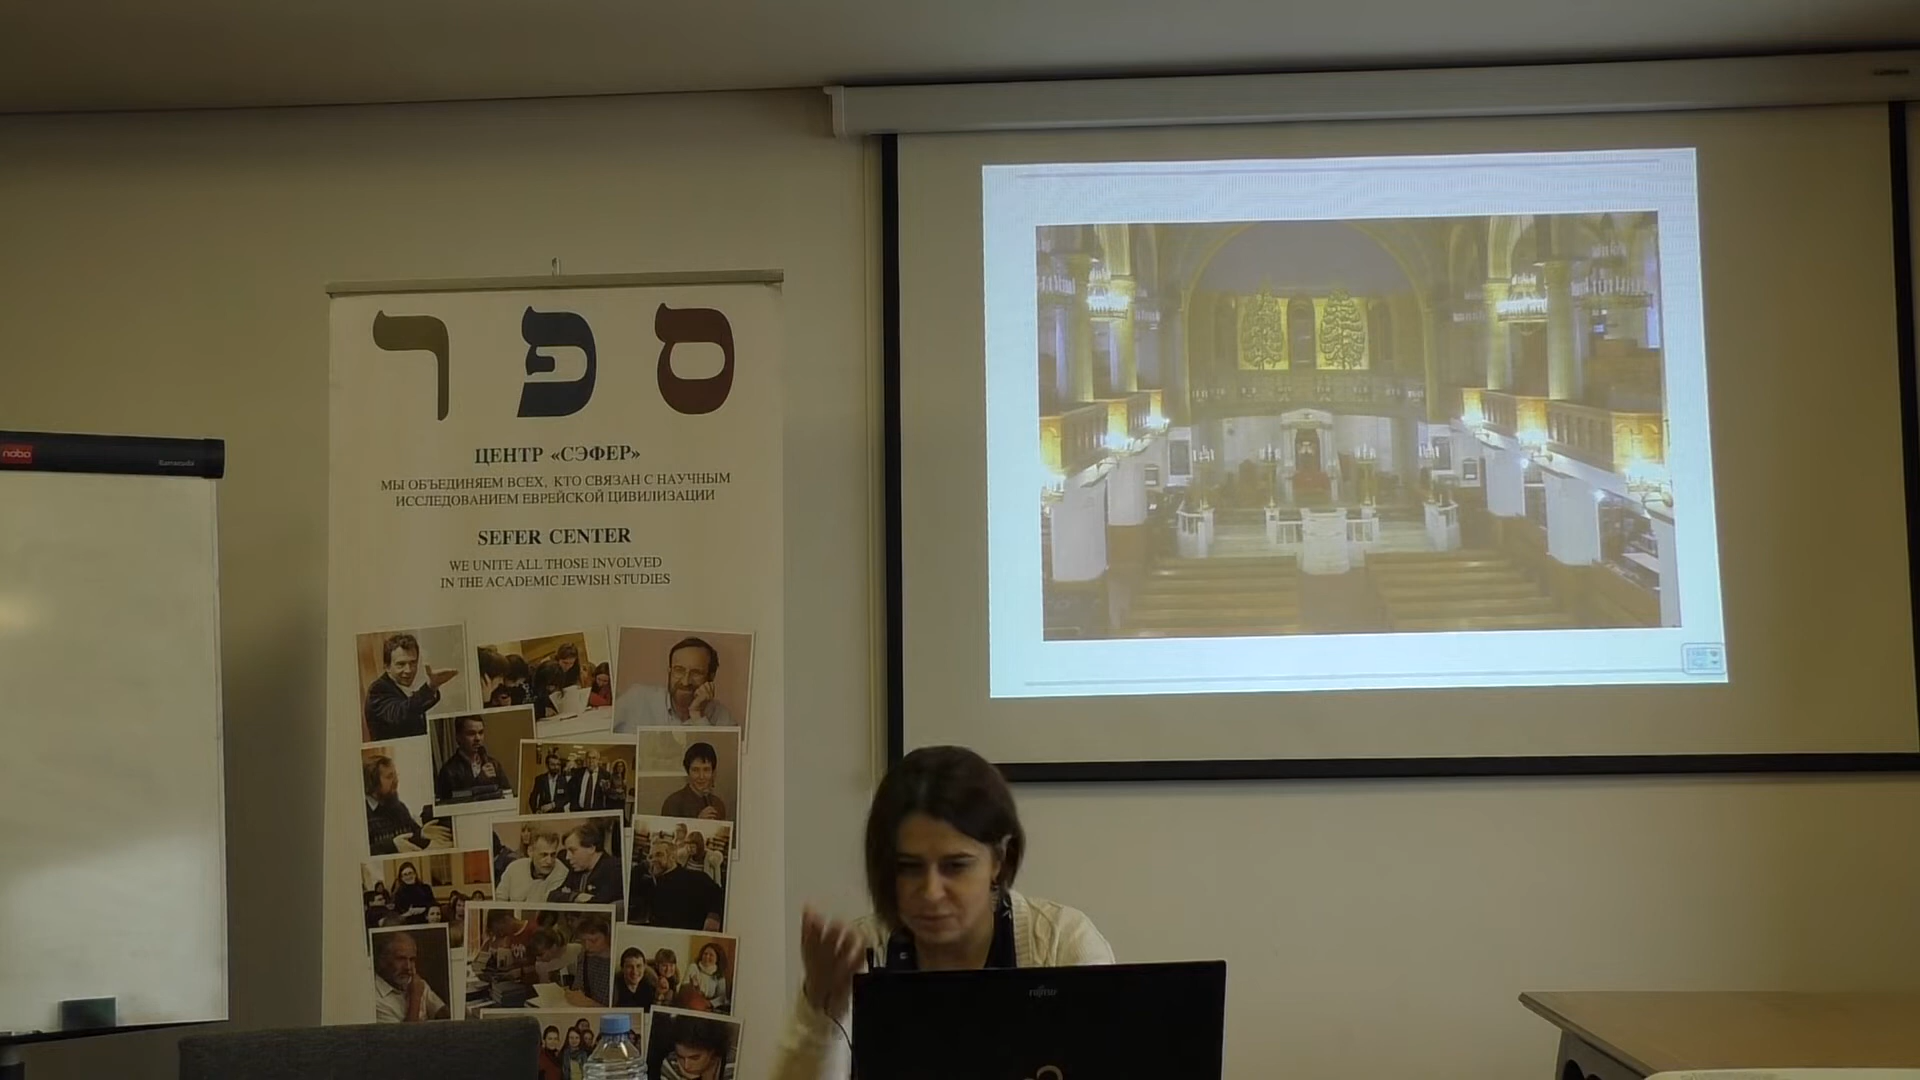 nobo
Barracuda
ספר
ЦЕНТР «СЭФЕР»
МЫ ОБЪЕДИНЯЕМ ВСЕХ, КТО СВЯЗАН С НАУЧНЫМ
ИССЛЕДОВАНИЕМ ЕВРЕЙСКОЙ ЦИВИЛИЗАЦИИ
SEFER CENTER
WE UNITE ALL THOSE INVOLVED
IN THE ACADEMIC JEWISH STUDIES
FUJITSU